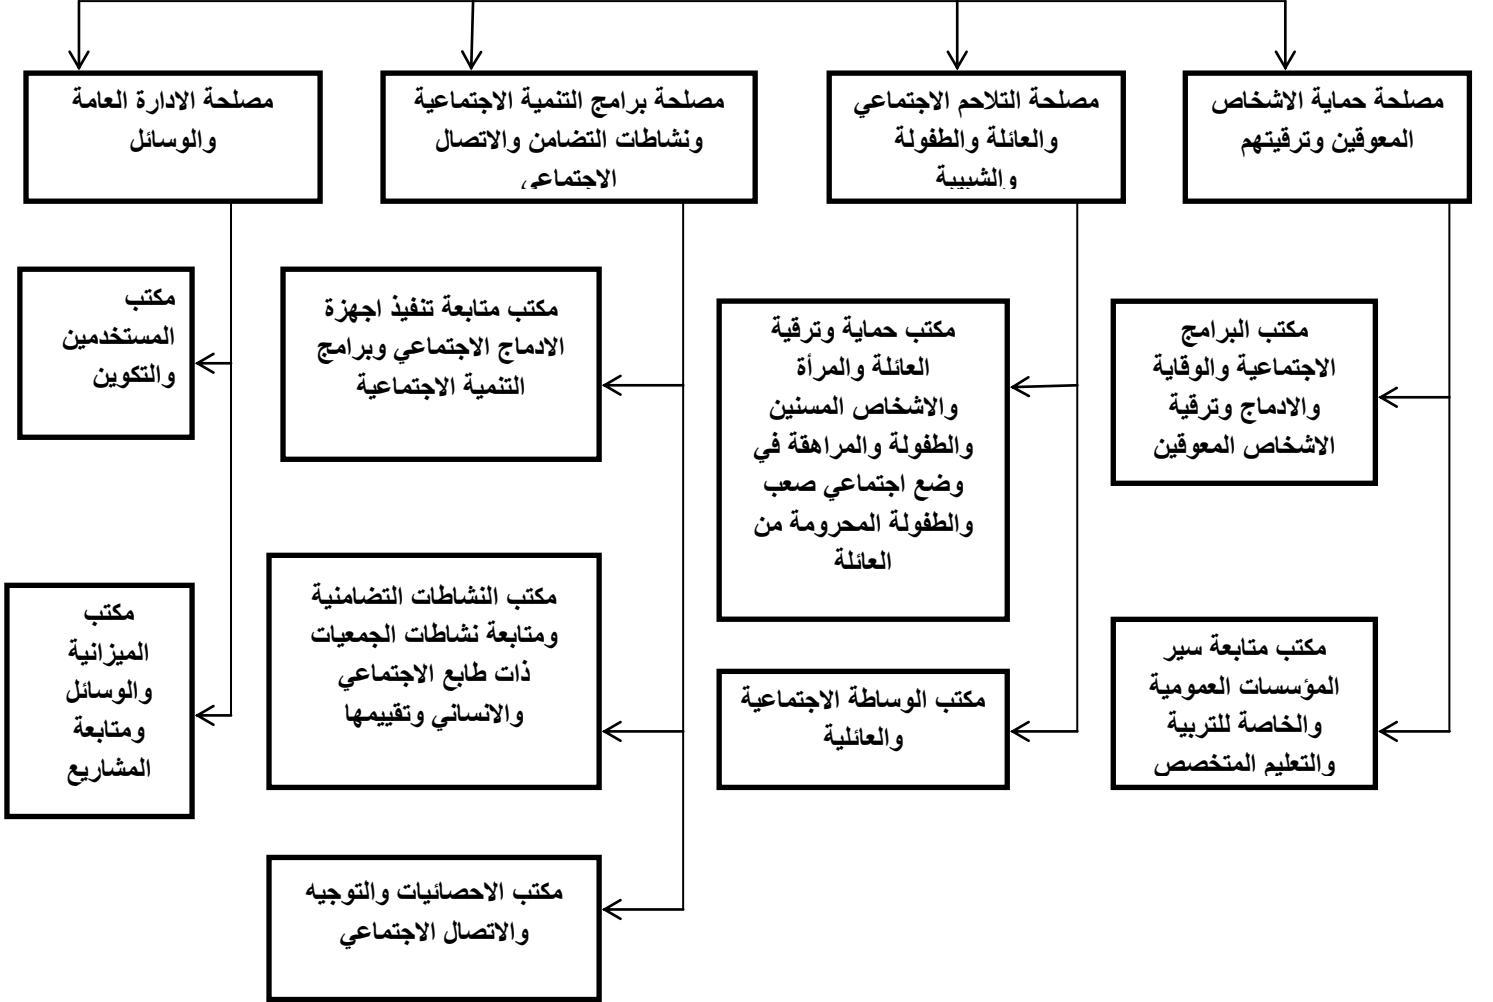 مصلحة حماية الاشخاص
المعوقين وترقيتهم
مصلحة التلاحم الاجتماعي
والعائلة والطفولة
والشبيبة
مصلحة برامج التنمية الاجتماعية
ونشاطات التضامن والاتصال
الاجتماعي
مصلحة الادارة العامة
والوسائل
مكتب البرامج
الاجتماعية والوقاية
والادماج وترقية
الاشخاص المعوقين
مكتب متابعة سير
المؤسسات العمومية
والخاصة للتربية
والتعليم المتخصص
مكتب حماية وترقية
العائلة والمرأة
والاشخاص المسنين
والطفولة والمراهقة في
وضع اجتماعي صعب
والطفولة المحرومة من
العائلة
مكتب الوساطة الاجتماعية
والعائلية
مكتب متابعة تنفيذ اجهزة
الادماج الاجتماعي وبرامج
التنمية الاجتماعية
مكتب النشاطات التضامنية
ومتابعة نشاطات الجمعيات
ذات طابع الاجتماعي
والانساني وتقييمها
مكتب الاحصائيات والتوجيه
والاتصال الاجتماعي
مكتب
المستخدمين
والتكوين
مكتب
الميزانية
والوسائل
ومتابعة
المشاريع